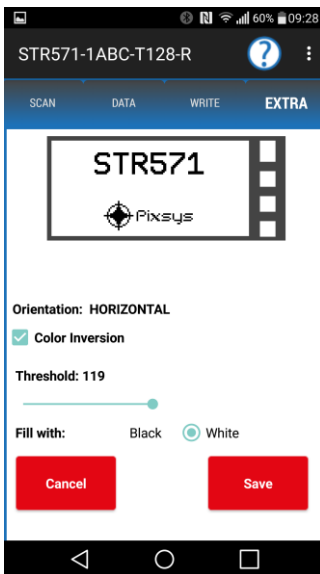 60% 09:28
STR571-1ABC-T128-R ?
SCAN DATA WRITE EXTRA
STR571
Pixsys
Orientation: HORIZONTAL
Color Inversion
Threshold: 119
Fill with: Black White
Cancel Save